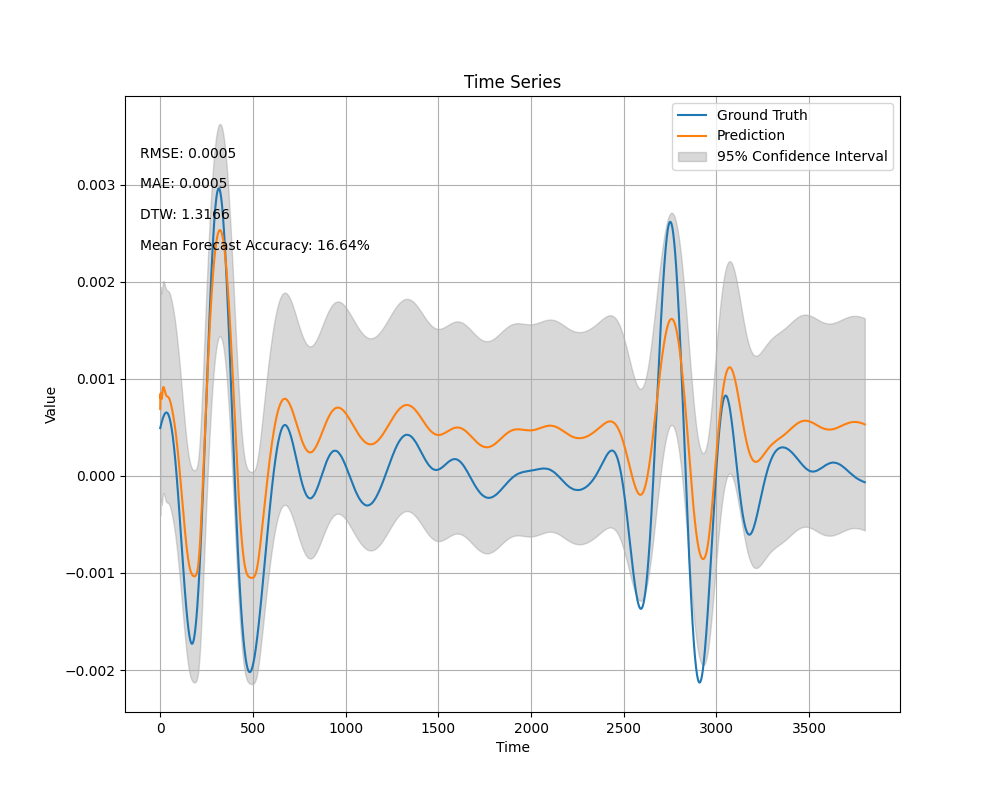 Time Series
Ground Truth
Prediction
95% Confidence Interval
RMSE: 0.0005
MAE: 0.0005
DTW: 1.3166
Mean Forecast Accuracy: 16.64%
Value
0.003
0.002
0.001
0.000
−0.001
−0.002
0 500 1000 1500 2000 2500 3000 3500
Time